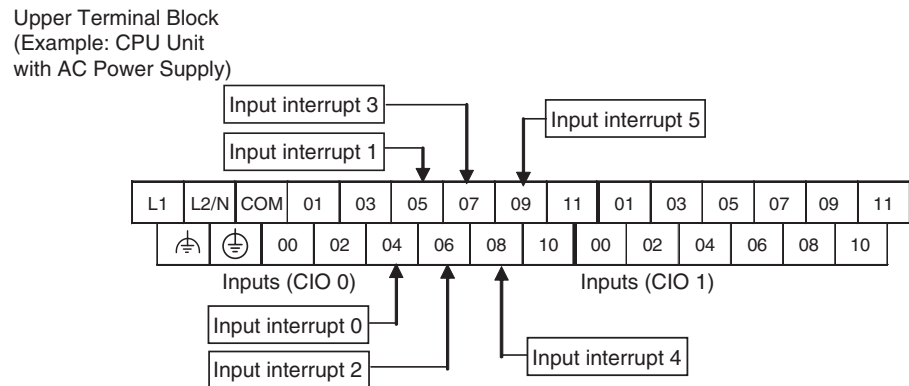 Upper Terminal Block
(Example: CPU Unit
with AC Power Supply)
Input interrupt 3
Input interrupt 5
Input interrupt 1
L1 L2/N COM 01 03 05 07 09 11 01 03 05 07 09 11
00 02 04 06 08 10 00 02 04 06 08 10
Inputs (CIO 0) Inputs (CIO 1)
Input interrupt 0
Input interrupt 2
Input interrupt 4